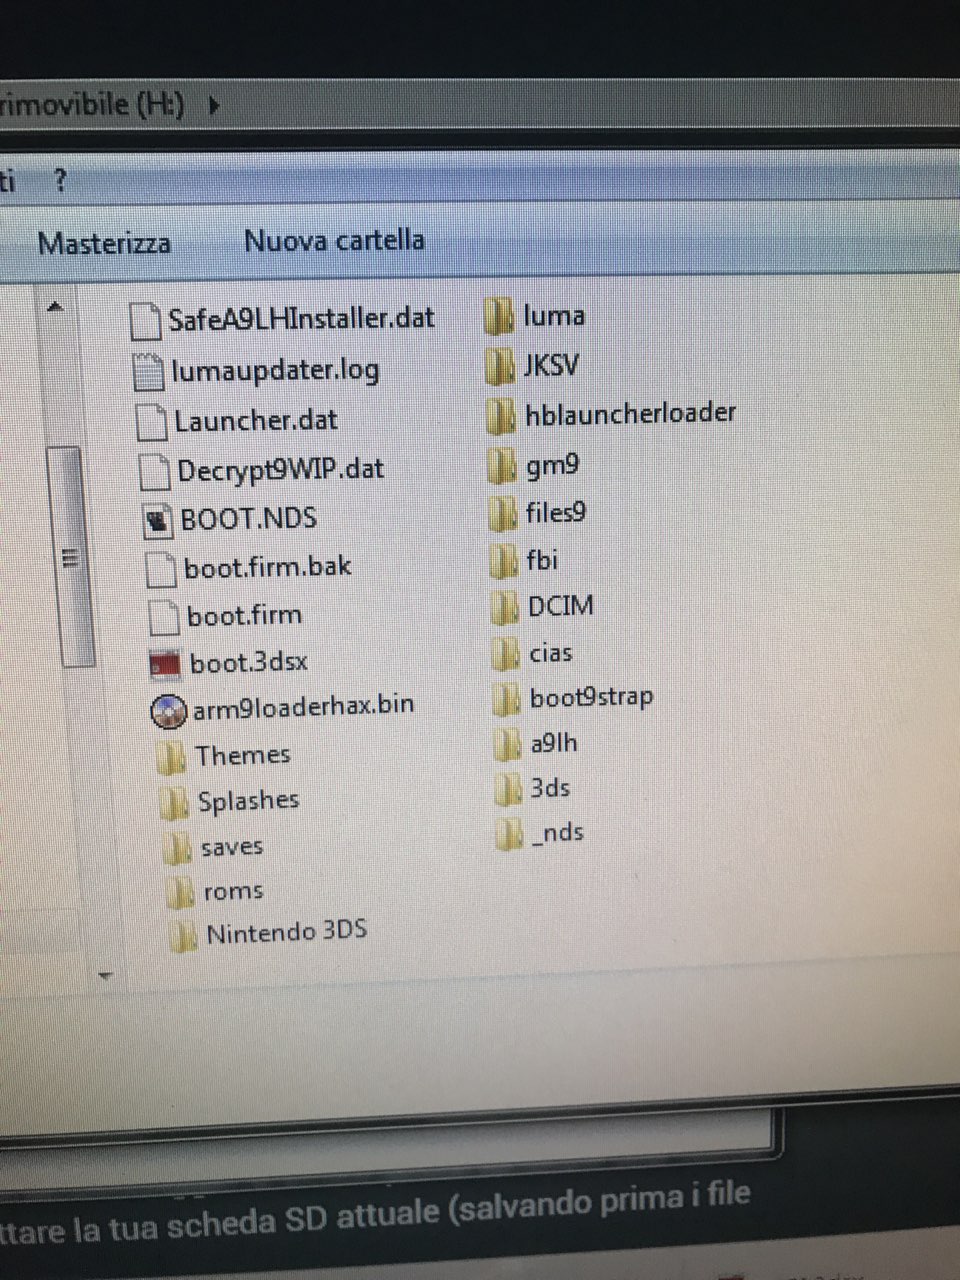 rimovibile (H:)
ti ?
Masterizza Nuova cartella
SafeA9LHInstaller.dat
lumaupdater.log
Launcher.dat
Decrypt9WIP.dat
BOOT.NDS
boot.firm.bak
boot.firm
boot.3dsx
arm9loaderhax.bin
Themes
Splashes
saves
roms
Nintendo 3DS
luma
JKSV
hblauncherloader
gm9
files9
fbi
DCIM
cias
boot9strap
a9lh
3ds
_nds
ttare la tua scheda SD attuale (salvando prima i file